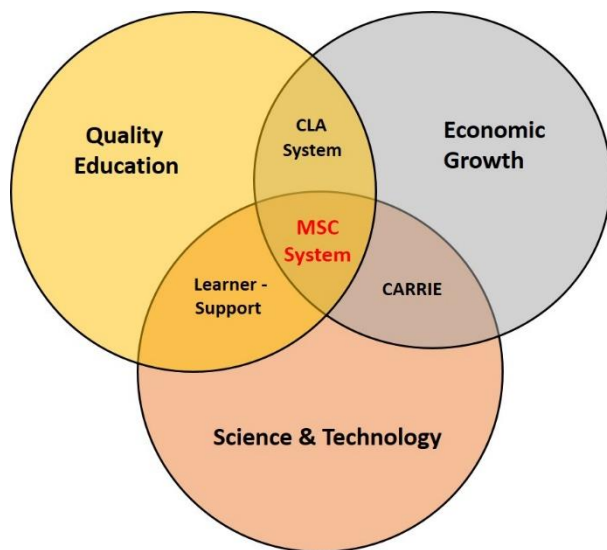 Quality
Education
CLA
System
Economic
Growth
MSC
System
Learner -
Support
CARRIE
Science & Technology